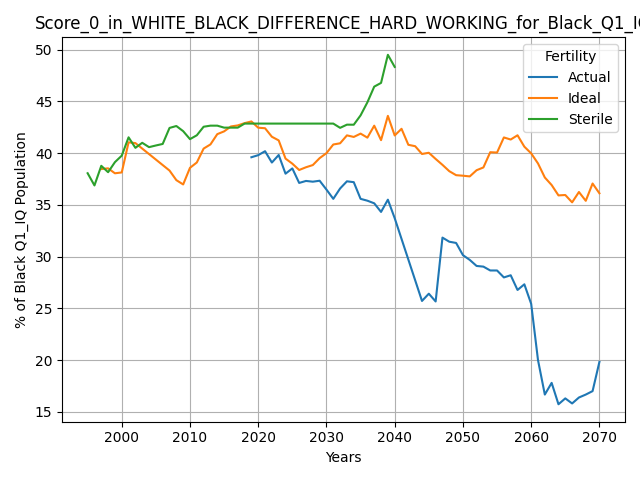 Score_0_in_WHITE_BLACK_DIFFERENCE_HARD_WORKING_for_Black_Q1_IQ
Fertility
Actual
Ideal
Sterile
% of Black Q1_IQ Population
50
45
40
35
30
25
20
15
2000
2010
2020
2030
2040
2050
2060
2070
Years